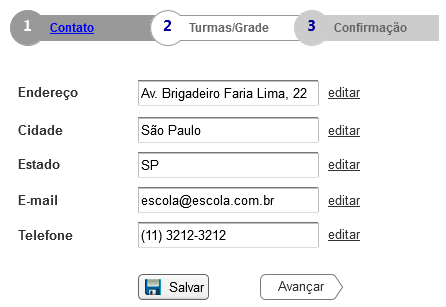 1 Contato 2 Turmas/Grade 3 Confirmação
Endereço Av. Brigadeiro Faria Lima, 22 editar
Cidade São Paulo editar
Estado SP editar
E-mail escola@escola.com.br editar
Telefone (11) 3212-3212 editar
Salvar Avançar